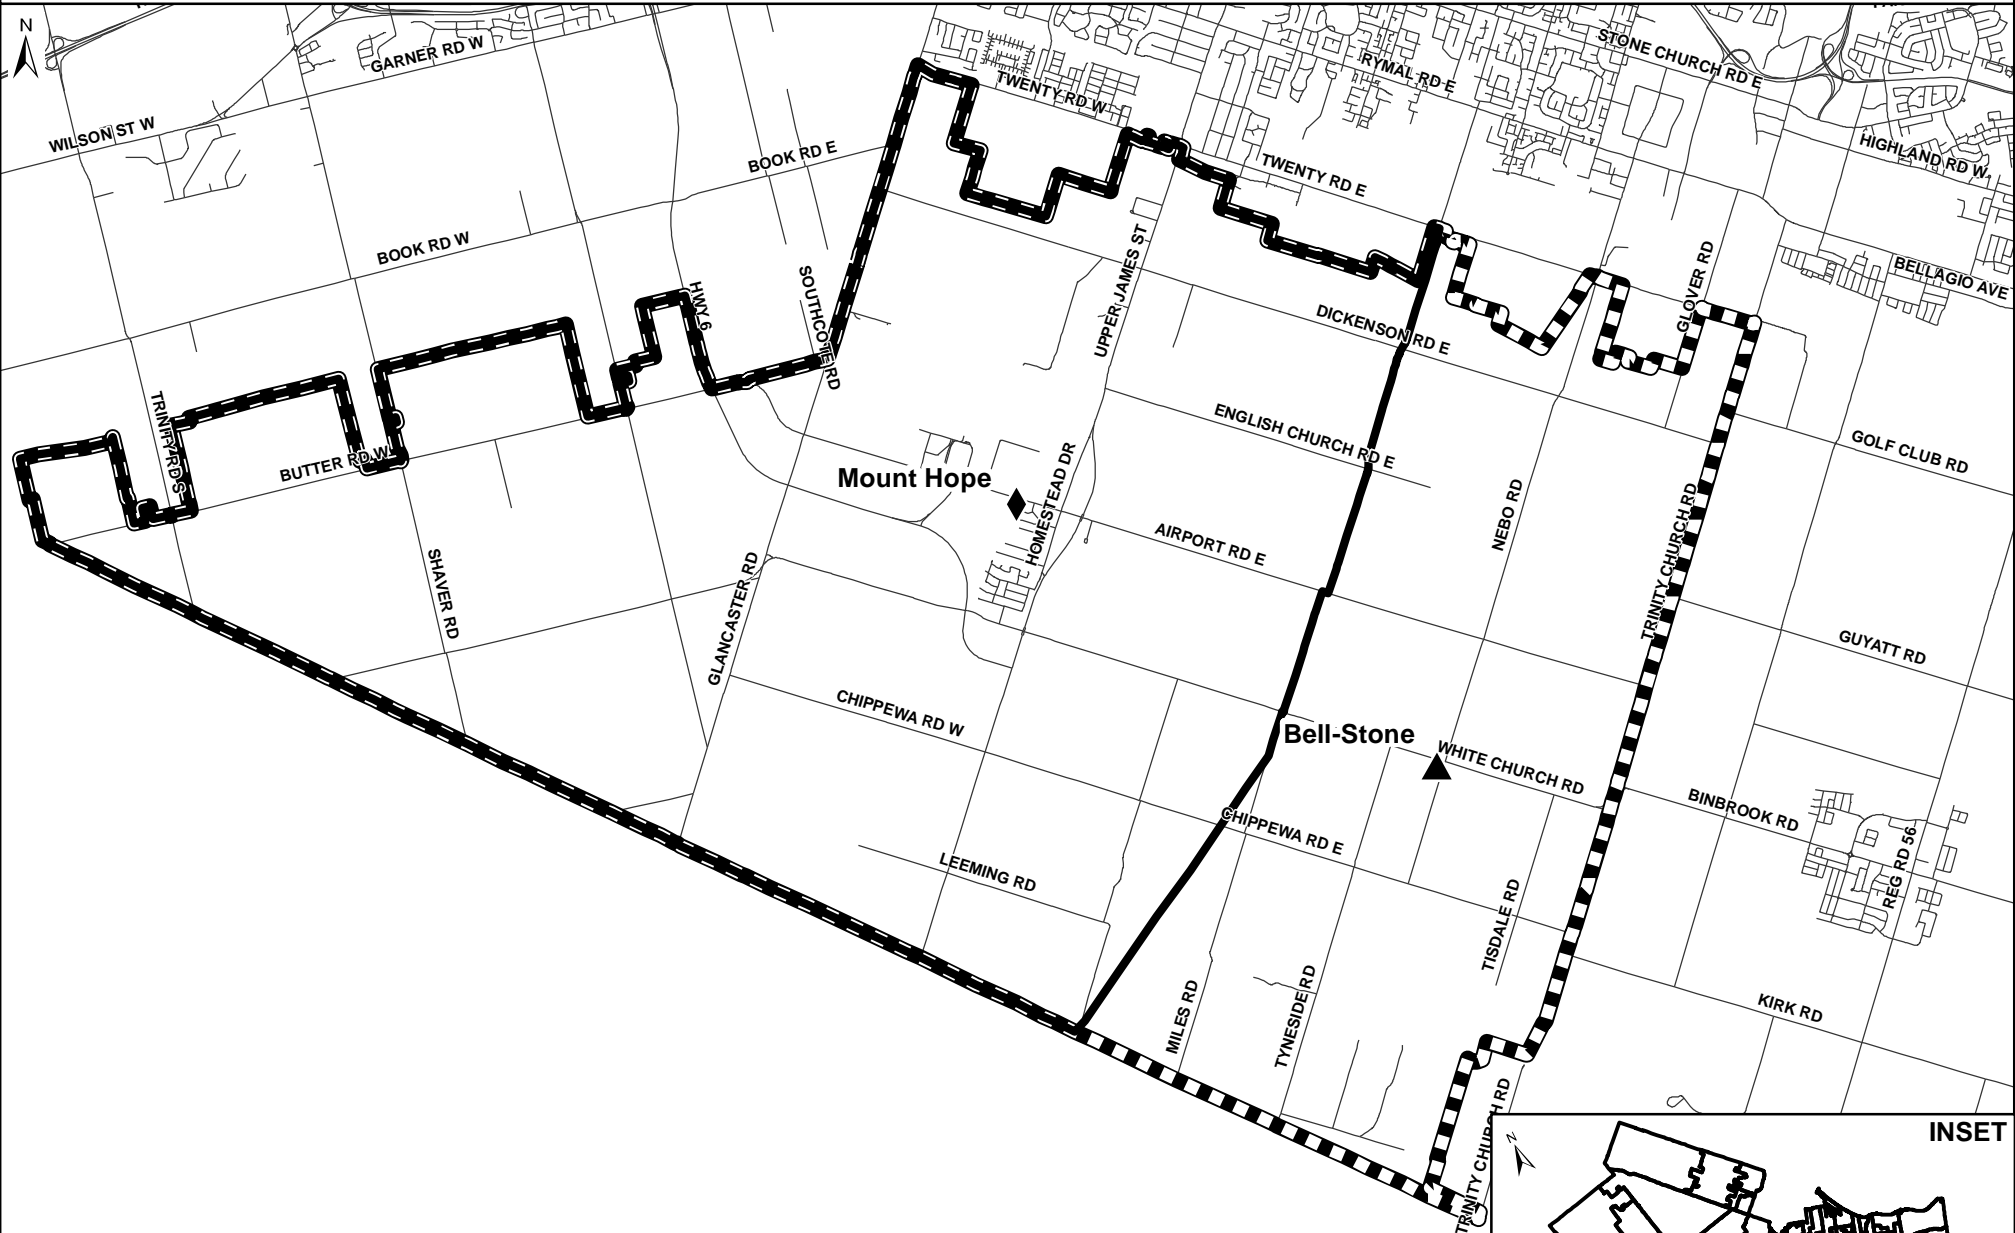 N
GARNER RD W
WILSON ST W
STONE CHURCH RD E
RYMAL RD E
TWENTY RD W
HIGHLAND RD W
BOOK RD E
TWENTY RD E
BOOK RD W
BELLAGIO AVE
GLOVER RD
UPPER JAMES ST
SOUTHCOTE RD
HWY 6
DICKENSON RD E
TRINITY RD S
BUTTER RD W
ENGLISH CHURCH RD E
GOLF CLUB RD
Mount Hope
HOMESTEAD DR
NEBO RD
TRINITY CHURCH RD
AIRPORT RD E
SHAVER RD
GLANCASTER RD
GUYATT RD
CHIPPEWA RD W
Bell-Stone
WHITE CHURCH RD
BINBROOK RD
CHIPPEWA RD E
REG RD 56
LEEMING RD
TISDALE RD
KIRK RD
MILES RD
TYNESIDE RD
TRINITY CHURCH RD
INSET
N